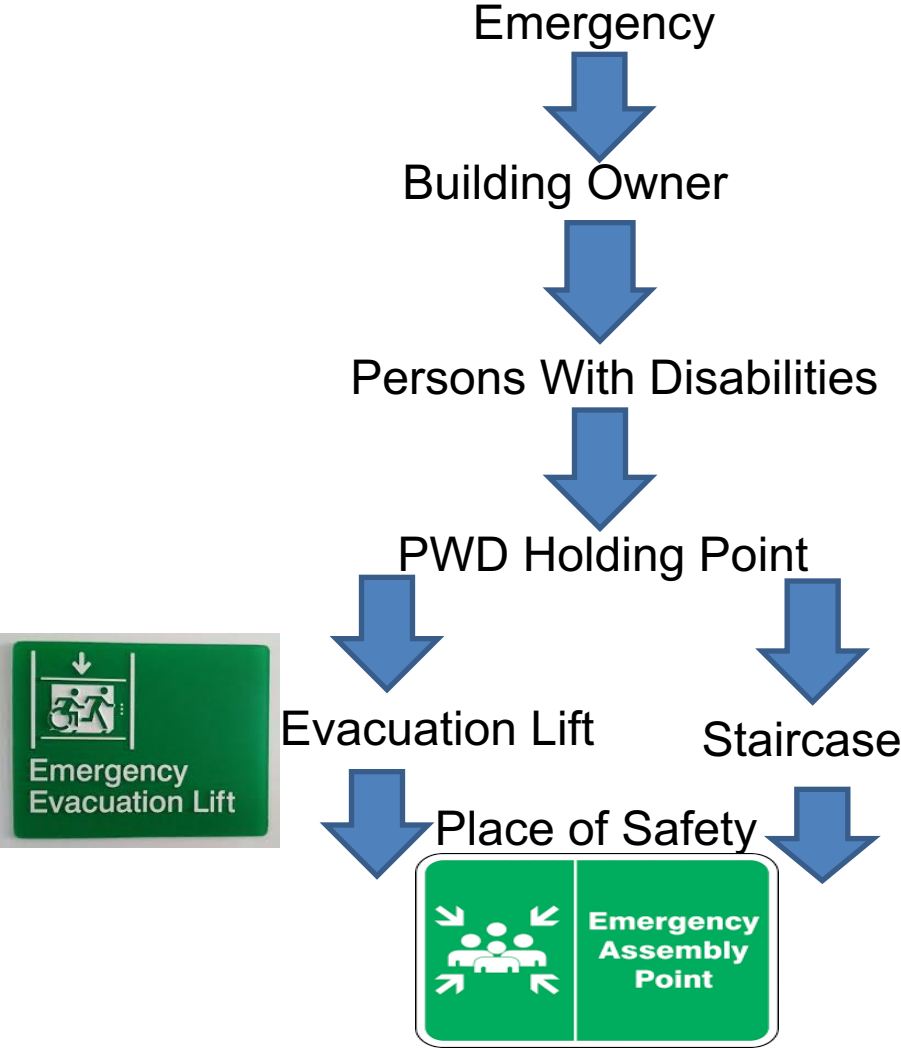 Emergency
Building Owner
Persons With Disabilities
PWD Holding Point
Evacuation Lift
Staircase
Emergency
Evacuation Lift
Place of Safety
Emergency
Assembly
Point